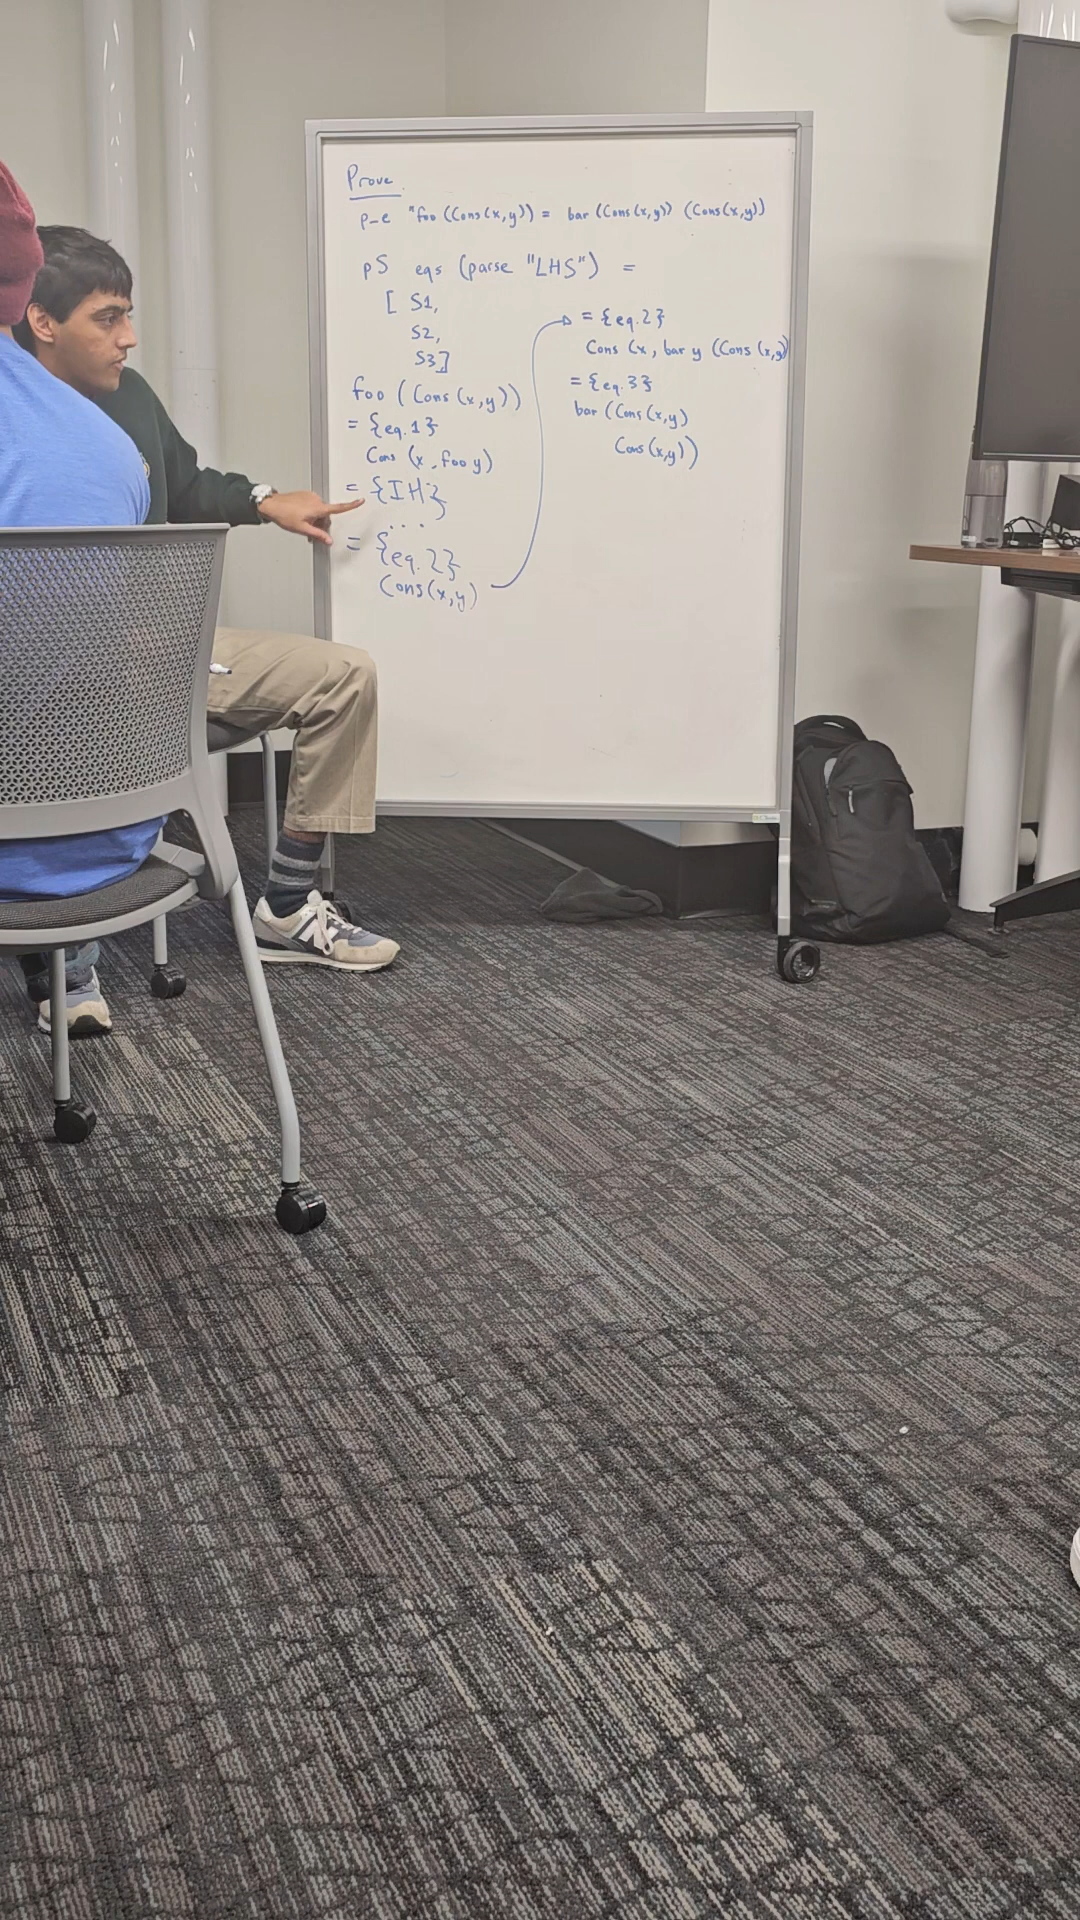 Prove
p-e "foo (Cons(x,y)) = bar (Cons(x,y)) (Cons(x,y))
pS eqs (parse "LHS") =
[ S1,
S2,
S3]
foo (Cons(x,y))
= {eq.1}
Cons (x, foo y)
= {IH}
...
= {eq.2}
Cons(x,y)
= {eq.2}
Cons (x, bar y (Cons(x,y)
= {eq.3}
bar (Cons(x,y)
Cons(x,y))